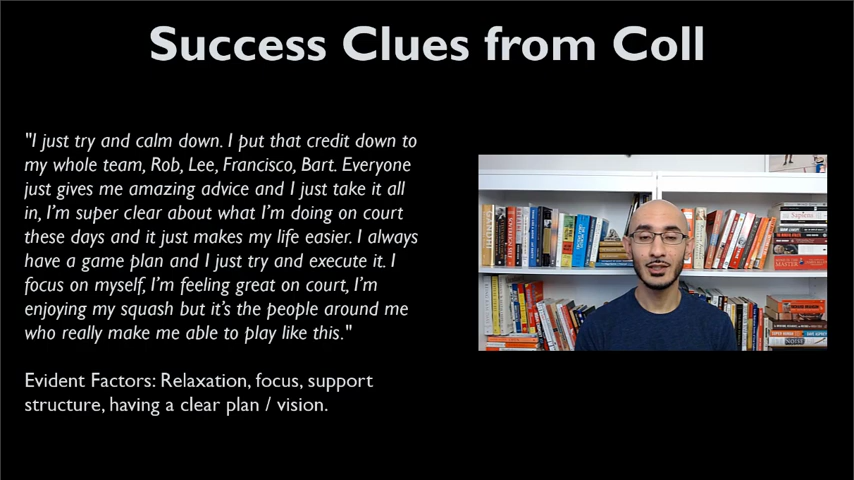 Success Clues from Coll
"I just try and calm down. I put that credit down to
my whole team, Rob, Lee, Francisco, Bart. Everyone
just gives me amazing advice and I just take it all
in, I'm super clear about what I'm doing on court
these days and it just makes my life easier. I always
have a game plan and I just try and execute it. I
focus on myself, I'm feeling great on court, I'm
enjoying my squash but it's the people around me
who really make me able to play like this."
Evident Factors: Relaxation, focus, support
structure, having a clear plan / vision.
Sapiens